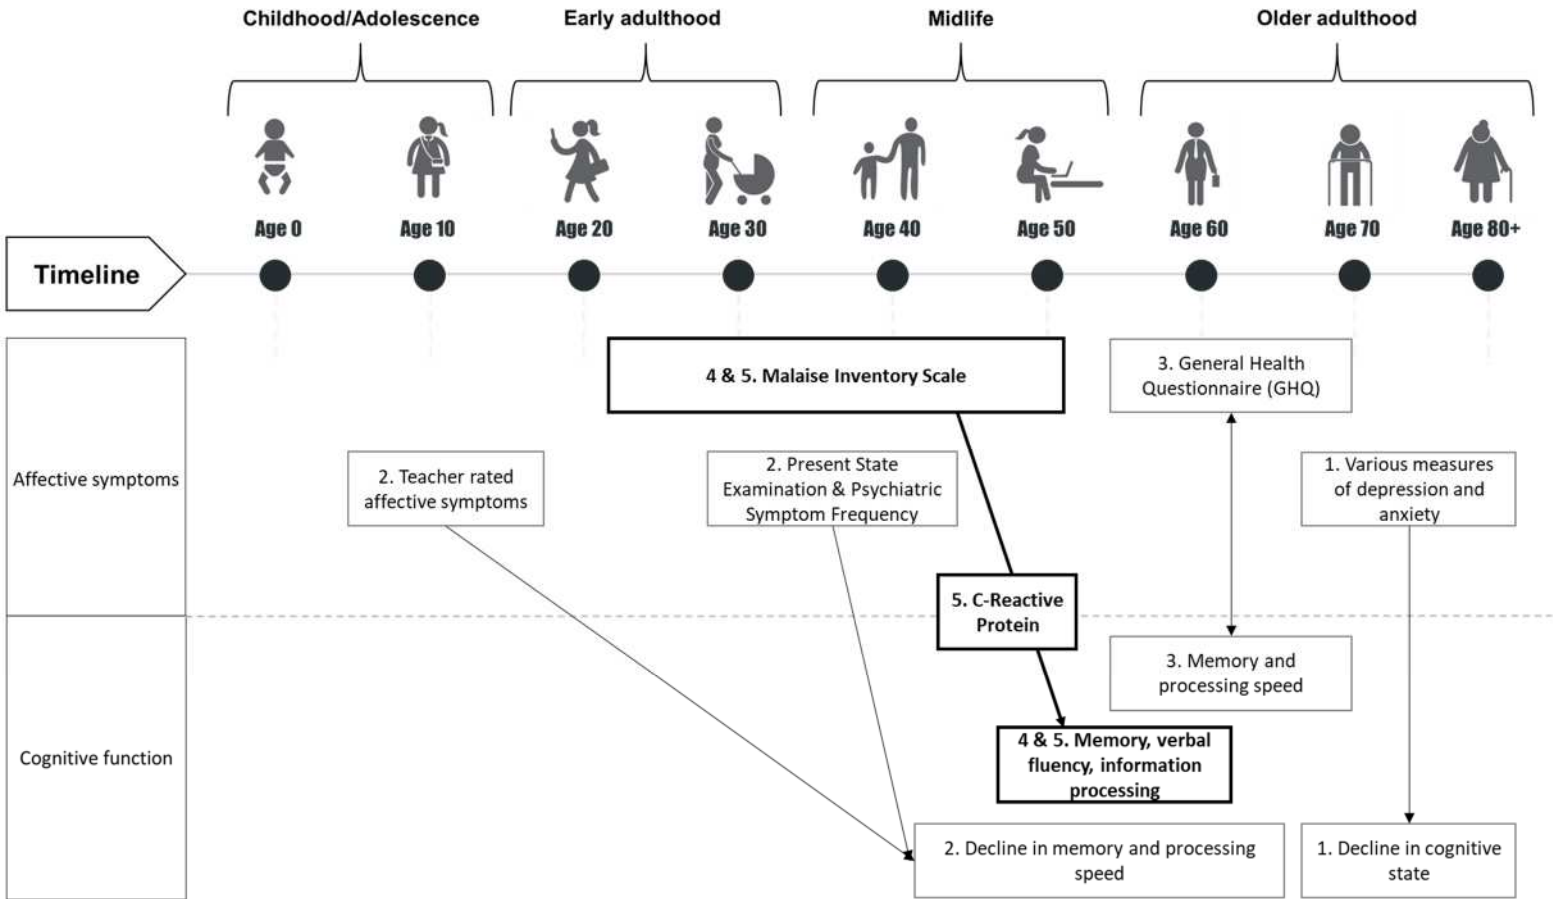 Childhood/Adolescence
Early adulthood
Midlife
Older adulthood
Age 0
Age 10
Age 20
Age 30
Age 40
Age 50
Age 60
Age 70
Age 80+
Timeline
Affective symptoms
4 & 5. Malaise Inventory Scale
3. General Health
Questionnaire (GHQ)
2. Teacher rated
affective symptoms
2. Present State
Examination & Psychiatric
Symptom Frequency
1. Various measures
of depression and
anxiety
5. C-Reactive
Protein
Cognitive function
3. Memory and
processing speed
4 & 5. Memory, verbal
fluency, information
processing
2. Decline in memory and processing
speed
1. Decline in cognitive
state